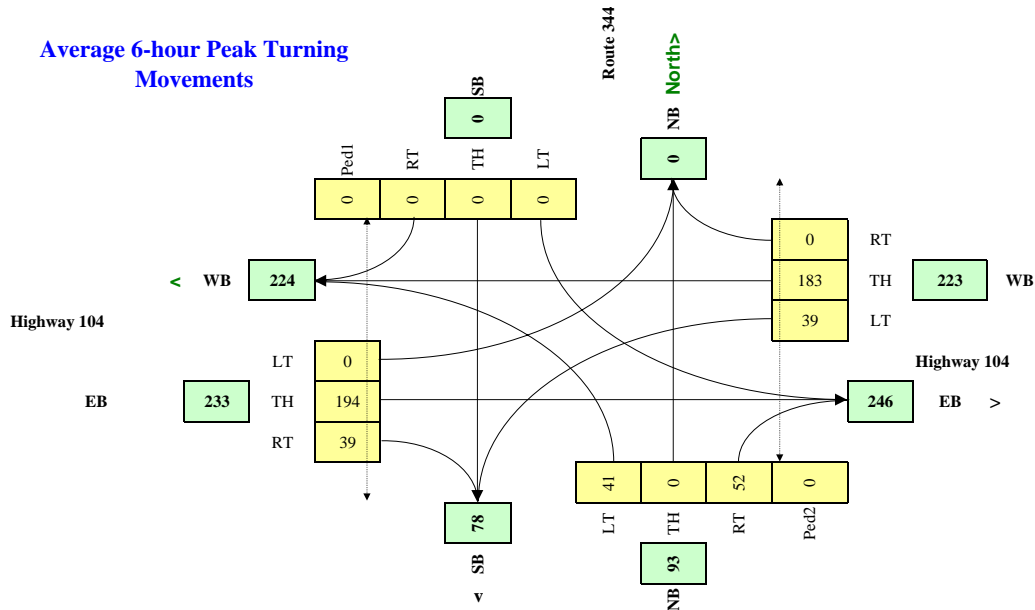 Average 6-hour Peak Turning
Movements
Route 344
North>
SB
NB
0
0
Ped1
RT
TH
LT
0
0
0
0
0
RT
< WB
224
183
TH
223
WB
39
LT
Highway 104
Highway 104
LT
0
EB
233
TH
194
246
EB >
RT
39
41
0
52
0
LT
TH
RT
Ped2
78
SB
v
93
NB